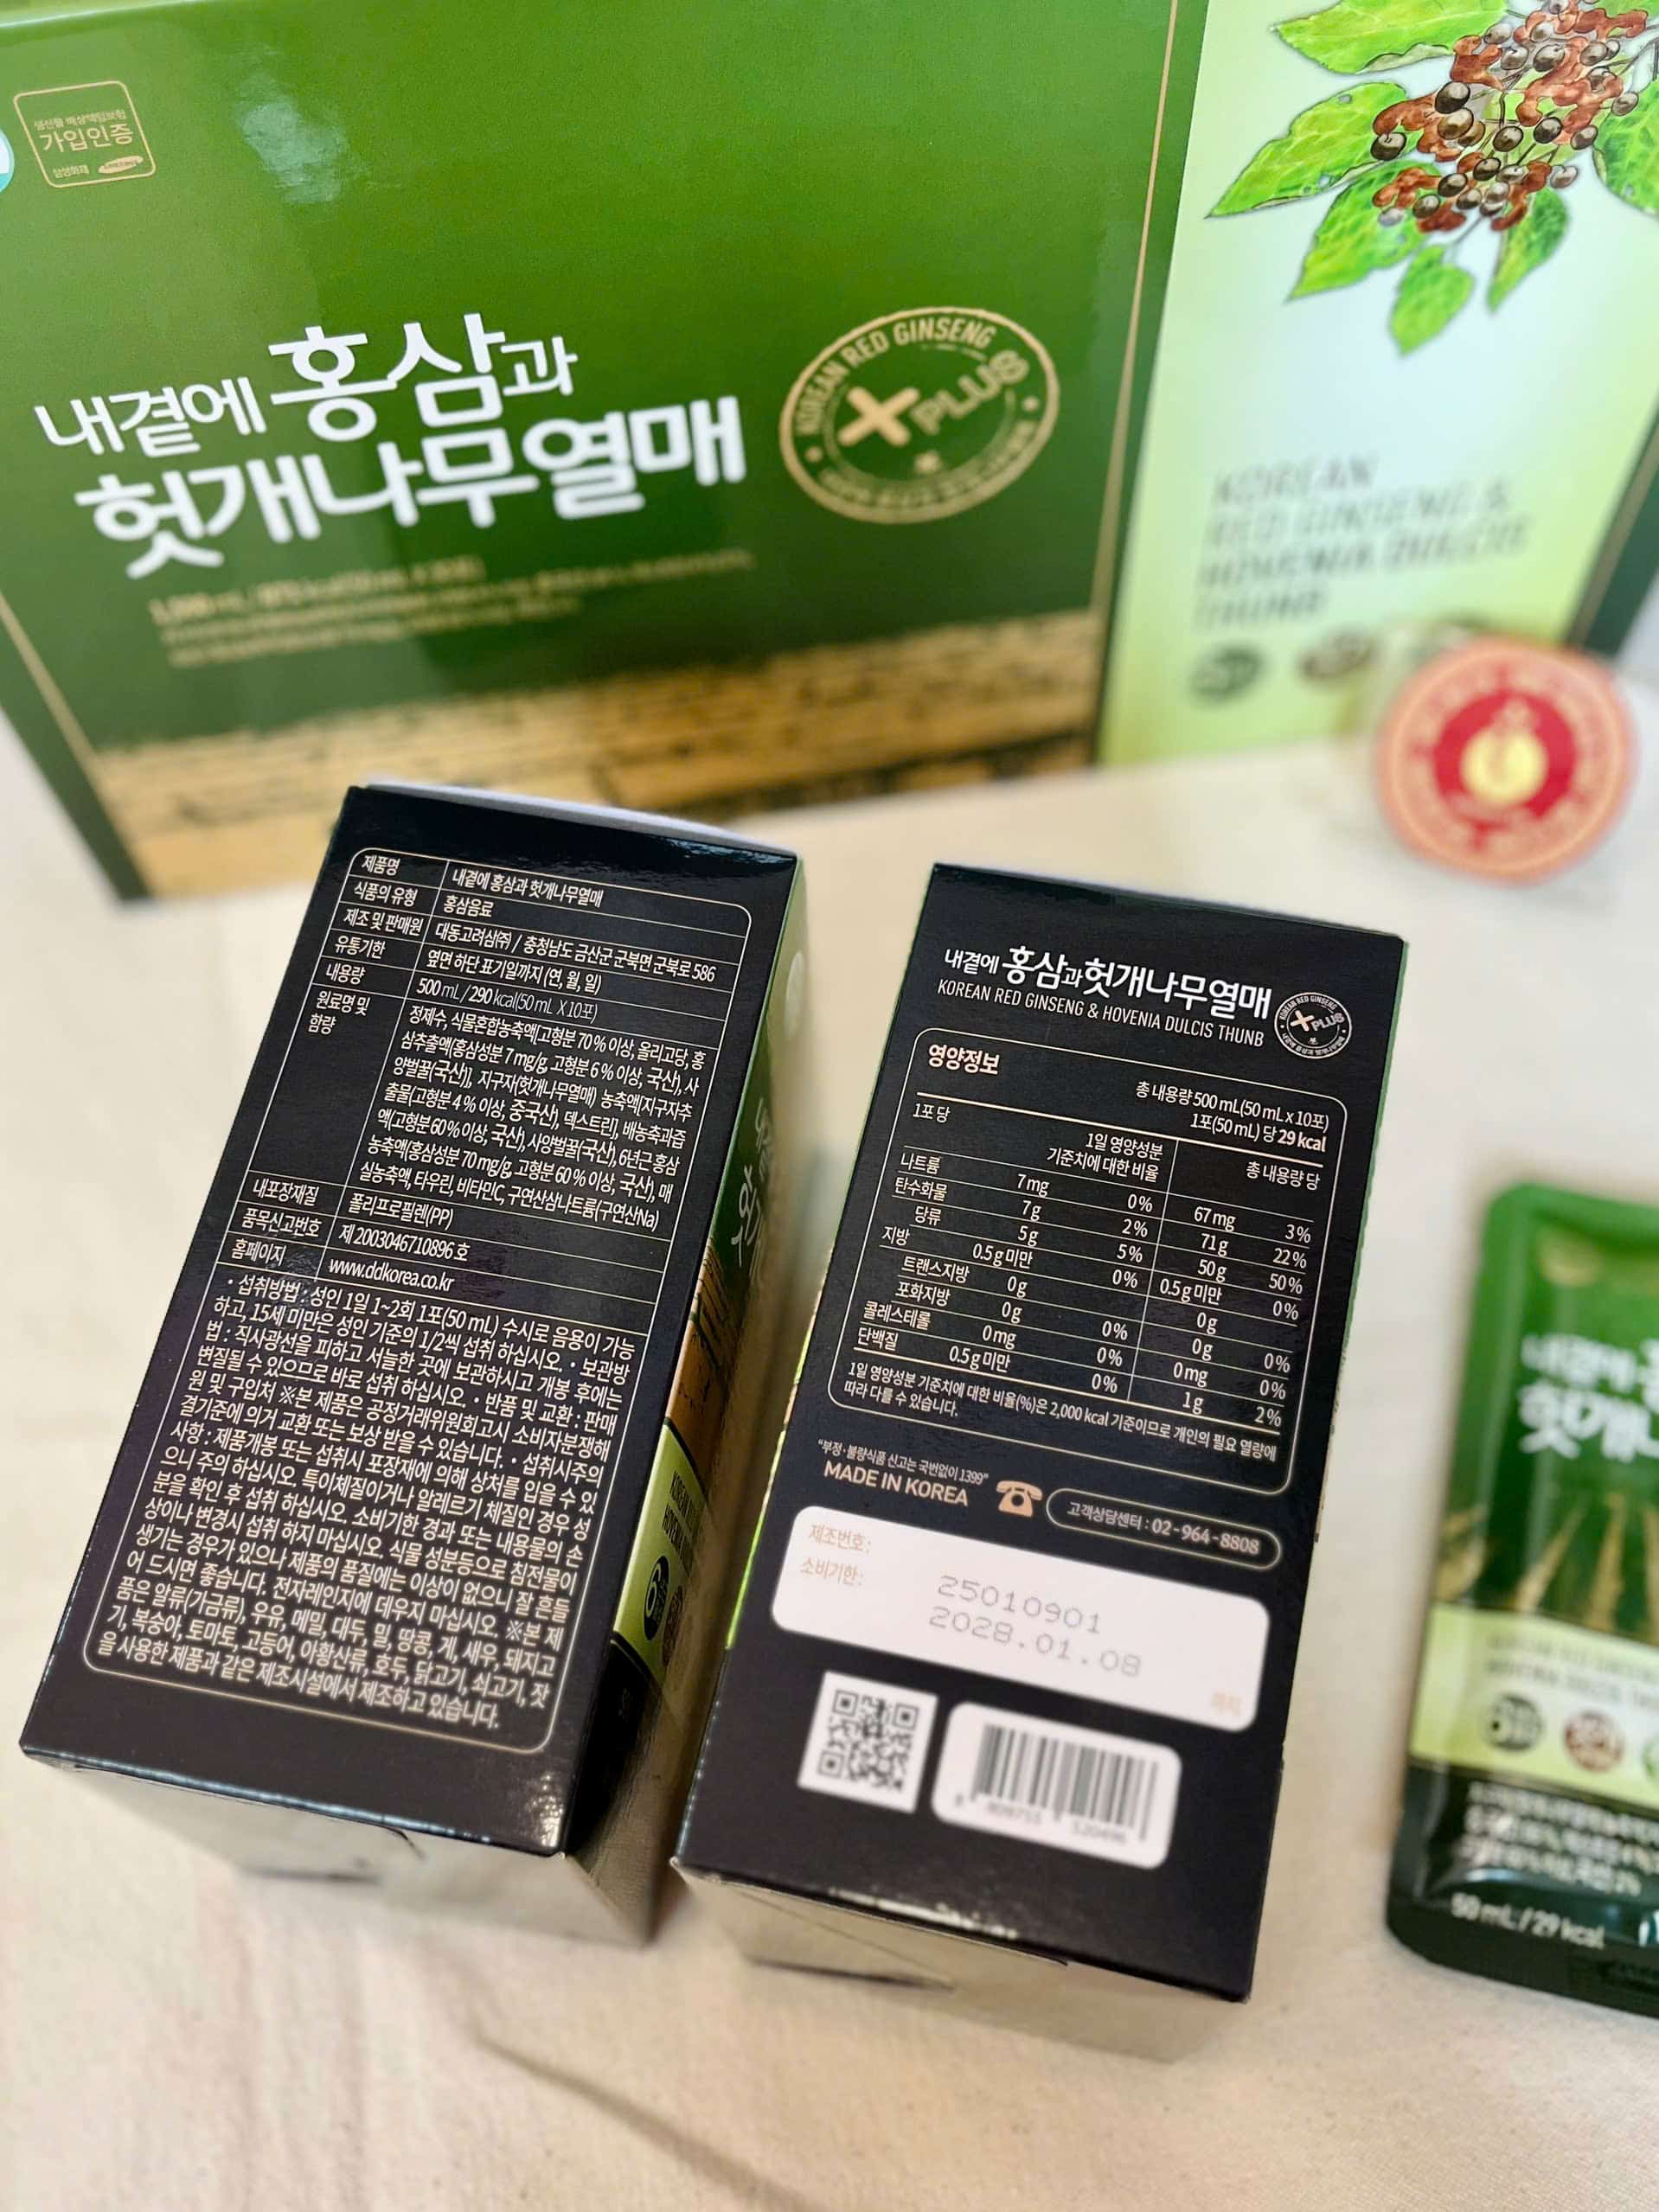 생산물 배상책임보험
가입인증
삼성화재
내곁에 홍삼과
헛개나무열매
KOREAN RED GINSENG
PLUS
KOREAN
RED GINSENG &
HOVENIA DULCIS
THUNB
제품명 내곁에 홍삼과 헛개나무열매
식품의 유형 홍삼음료
제조 및 판매원 대동고려삼㈜ / 충청남도 금산군 군북면 군북로 586
유통기한 옆면 하단 표기일까지 (연, 월, 일)
내용량 500 mL / 290 kcal(50 mL X 10포)
원료명 및 함량 정제수, 식물혼합농축액[고형분 70 % 이상, 올리고당, 홍
삼추출액(홍삼성분 7 mg/g, 고형분 6 % 이상, 국산), 사
양벌꿀(국산)], 지구자(헛개나무열매) 농축액[지구자추
출물(고형분 4 % 이상, 중국산), 덱스트린], 배농축과즙
액(고형분 60 % 이상, 국산), 사양벌꿀(국산), 6년근 홍삼
농축액(홍삼성분 70 mg/g, 고형분 60 % 이상, 국산), 매
실농축액, 타우린, 비타민C, 구연산삼나트륨(구연산Na)
내포장재질 폴리프로필렌(PP)
품목신고번호 제 2003046710896 호
홈페이지 www.ddkorea.co.kr
• 섭취방법 : 성인 1일 1~2회 1포(50 mL) 수시로 음용이 가능
하고, 15세 미만은 성인 기준의 1/2씩 섭취 하십시오. • 보관방
법 : 직사광선을 피하고 서늘한 곳에 보관하시고 개봉 후에는
변질될 수 있으므로 바로 섭취 하십시오. • 반품 및 교환 : 판매
원 및 구입처 ※본 제품은 공정거래위원회고시 소비자분쟁해
결기준에 의거 교환 또는 보상 받을 수 있습니다. • 섭취시주의
사항 : 제품개봉 또는 섭취시 포장재에 의해 상처를 입을 수 있
으니 주의 하십시오. 특이체질이거나 알레르기 체질인 경우 성
분을 확인 후 섭취 하십시오. 소비기한 경과 또는 내용물의 손
상이나 변경시 섭취 하지 마십시오. 식물 성분등으로 침전물이
생기는 경우가 있으나 제품의 품질에는 이상이 없으니 잘 흔들
어 드시면 좋습니다. 전자레인지에 데우지 마십시오. ※본 제
품은 알류(가금류), 우유, 메밀, 대두, 밀, 땅콩, 게, 새우, 돼지고
기, 복숭아, 토마토, 고등어, 아황산류, 호두, 닭고기, 쇠고기, 잣
을 사용한 제품과 같은 제조시설에서 제조하고 있습니다.
내곁에 홍삼과헛개나무열매
KOREAN RED GINSENG & HOVENIA DULCIS THUNB
KOREAN RED GINSENG
PLUS
영양정보
총 내용량 500 mL(50 mL x 10포)
1포(50 mL) 당 29 kcal
1포 당 1일 영양성분 기준치에 대한 비율 총 내용량 당
나트륨 7 mg 0 % 67 mg 3 %
탄수화물 7 g 2 % 71 g 22 %
당류 5 g 5 % 50 g 50 %
지방 0.5 g 미만 0 % 0.5 g 미만 0 %
트랜스지방 0 g 0 g
포화지방 0 g 0 % 0 g 0 %
콜레스테롤 0 mg 0 % 0 mg 0 %
단백질 0.5 g 미만 0 % 1 g 2 %
1일 영양성분 기준치에 대한 비율(%)은 2,000 kcal 기준이므로 개인의 필요 열량에
따라 다를 수 있습니다.
"부정·불량식품 신고는 국번없이 1399"
MADE IN KOREA
고객상담센터 : 02 - 964 - 8808
제조번호:
소비기한:
25010901
2028.01.08
까지
50 mL / 29 kcal